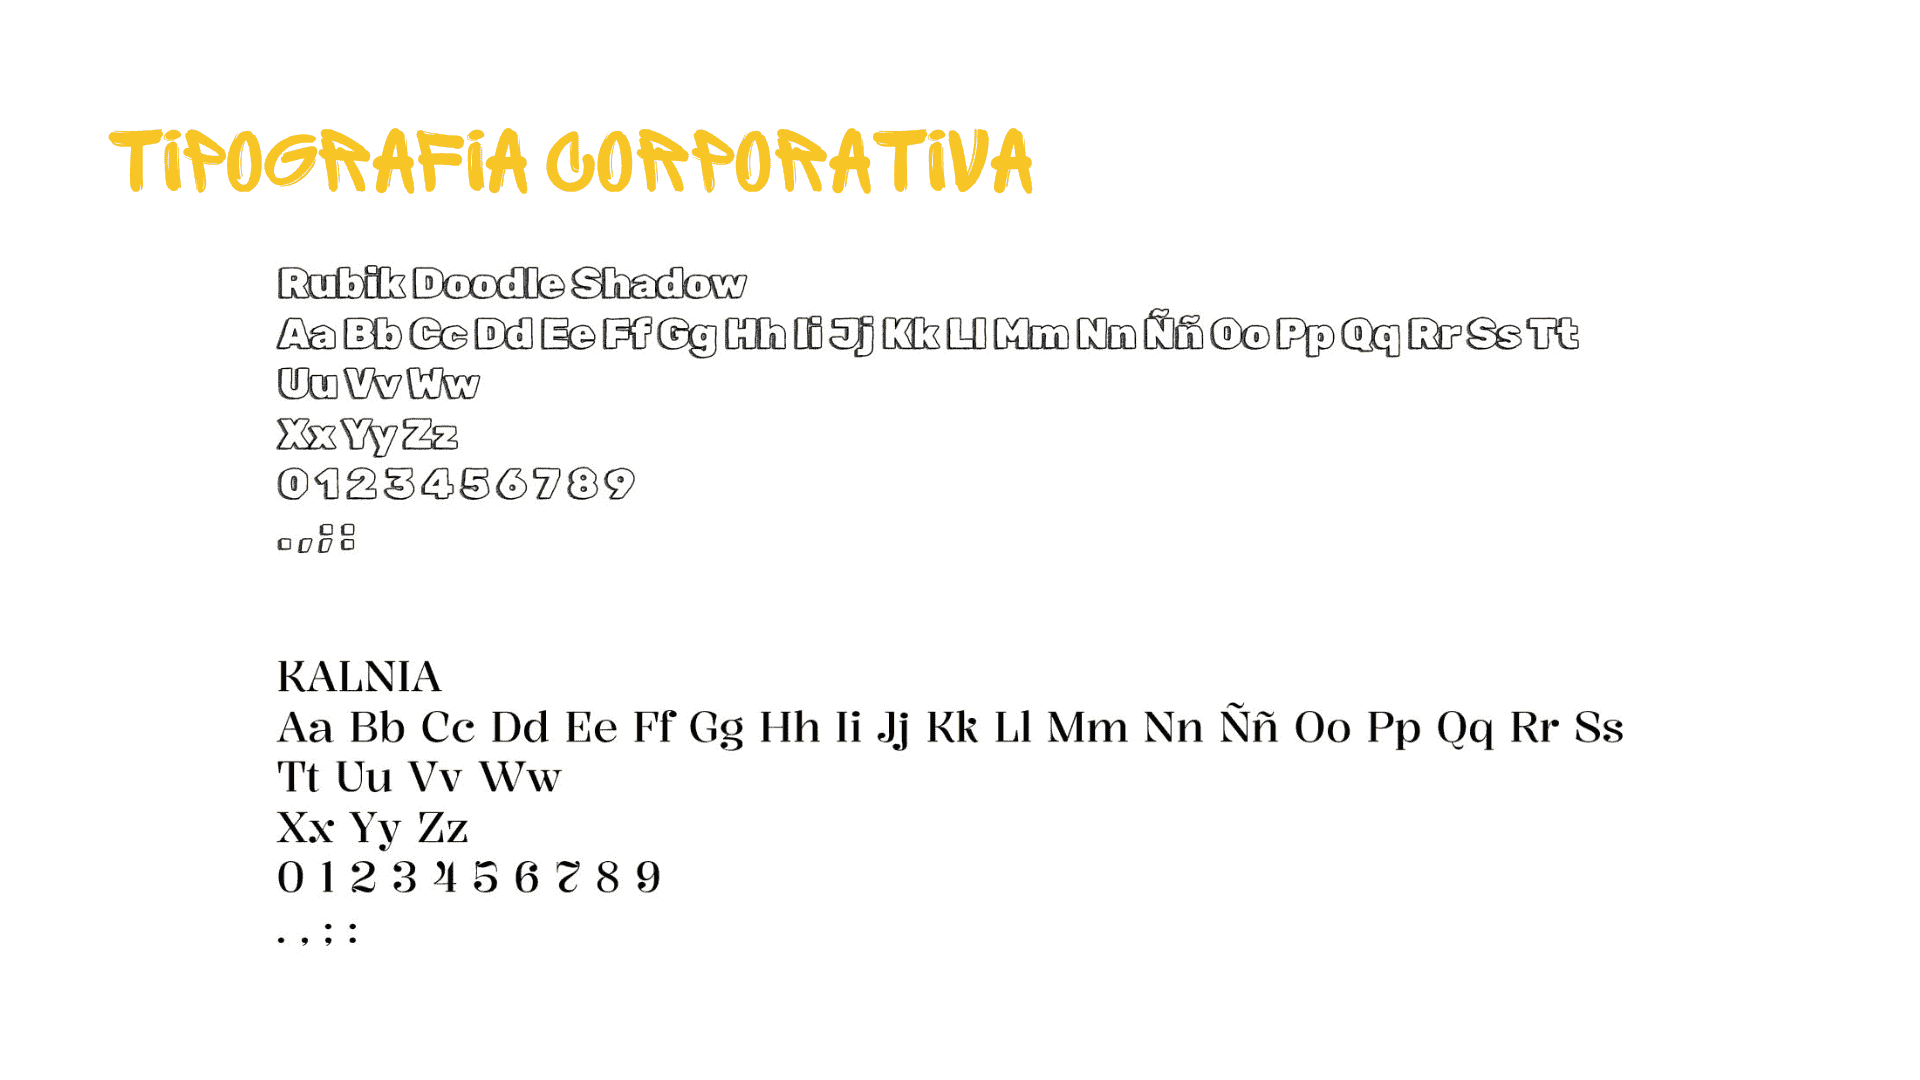 TIPOGRAFIA CORPORATIVA
Rubik Doodle Shadow
Aa Bb Cc Dd Ee Ff Gg Hh Ii Jj Kk Ll Mm Nn Ññ Oo Pp Qq Rr Ss Tt
Uu Vv Ww
Xx Yy Zz
0 1 2 3 4 5 6 7 8 9
. , ; :
KALNIA
Aa Bb Cc Dd Ee Ff Gg Hh Ii Jj Kk Ll Mm Nn Ññ Oo Pp Qq Rr Ss
Tt Uu Vv Ww
Xx Yy Zz
0 1 2 3 4 5 6 7 8 9
. , ; :